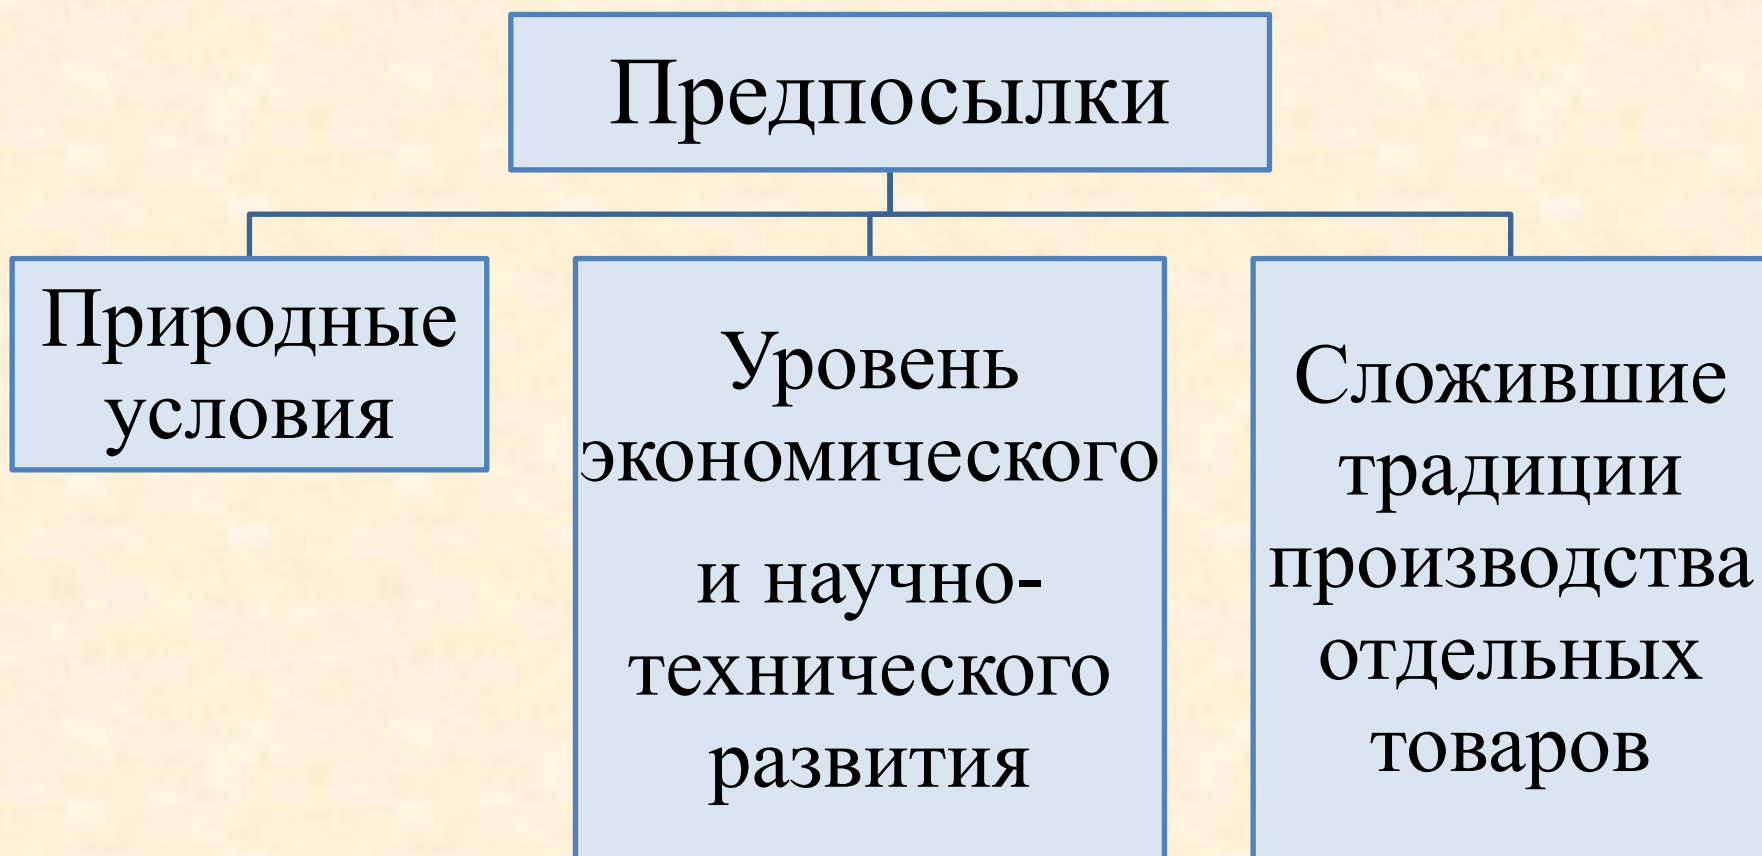 Предпосылки
Природные
условия
Уровень
экономического
и научно-
технического
развития
Сложившие
традиции
производства
отдельных
товаров